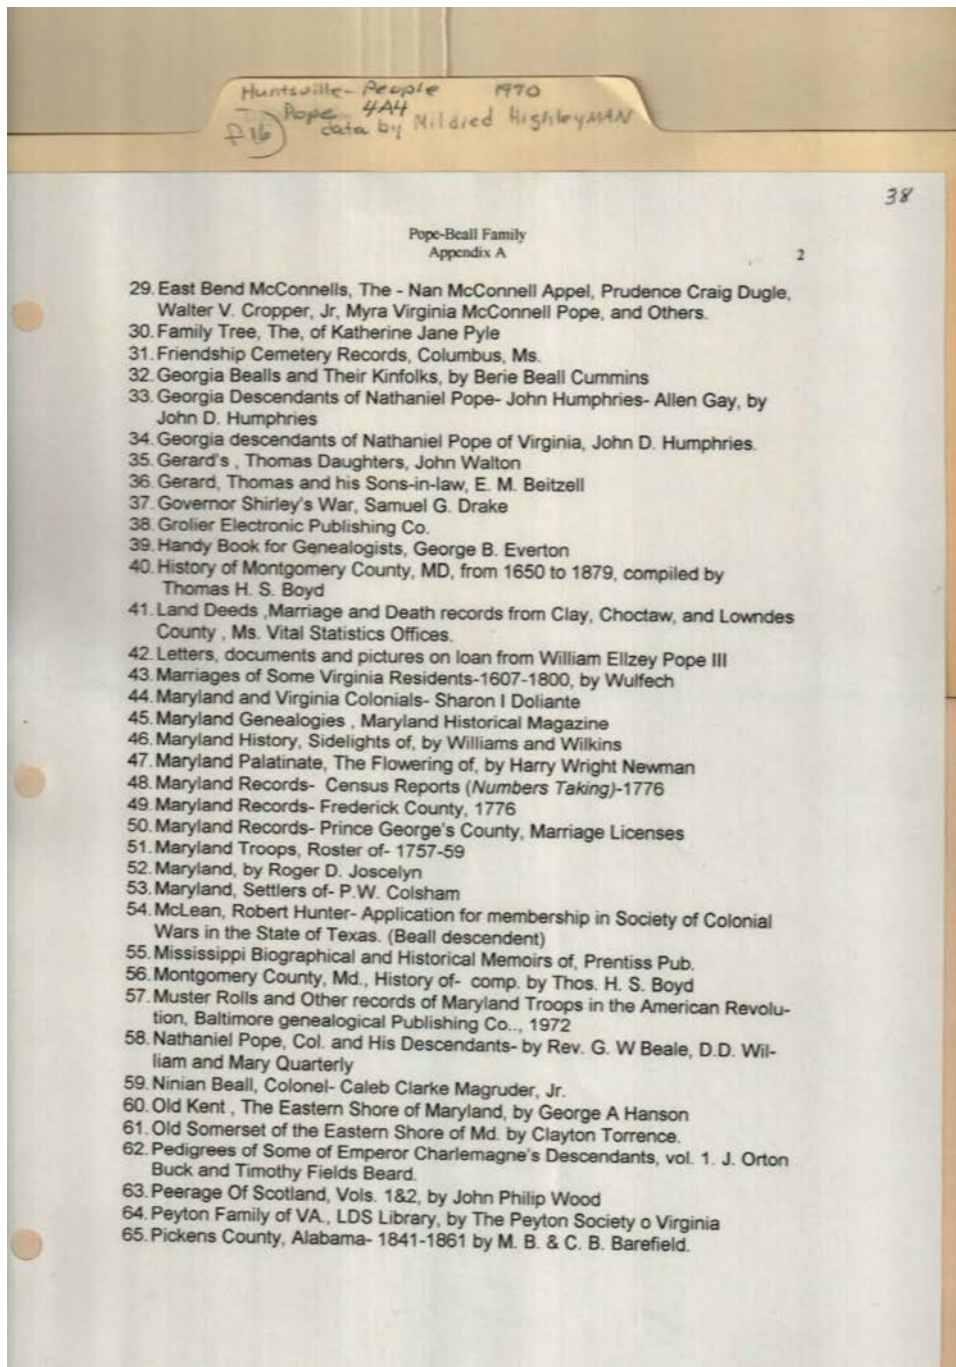 Huntsville- People 1970
Pope 4A4
f16 data by Mildred Highleyman
38
Pope-Beall Family
Appendix A 2
29. East Bend McConnells, The - Nan McConnell Appel, Prudence Craig Dugle,
Walter V. Cropper, Jr, Myra Virginia McConnell Pope, and Others.
30. Family Tree, The, of Katherine Jane Pyle
31. Friendship Cemetery Records, Columbus, Ms.
32. Georgia Bealls and Their Kinfolks, by Berie Beall Cummins
33. Georgia Descendants of Nathaniel Pope- John Humphries- Allen Gay, by
John D. Humphries
34. Georgia descendants of Nathaniel Pope of Virginia, John D. Humphries.
35. Gerard's , Thomas Daughters, John Walton
36. Gerard, Thomas and his Sons-in-law, E. M. Beitzell
37. Governor Shirley's War, Samuel G. Drake
38. Grolier Electronic Publishing Co.
39. Handy Book for Genealogists, George B. Everton
40. History of Montgomery County, MD, from 1650 to 1879, compiled by
Thomas H. S. Boyd
41. Land Deeds ,Marriage and Death records from Clay, Choctaw, and Lowndes
County , Ms. Vital Statistics Offices.
42. Letters, documents and pictures on loan from William Ellzey Pope III
43. Marriages of Some Virginia Residents-1607-1800, by Wulfech
44. Maryland and Virginia Colonials- Sharon I Doliante
45. Maryland Genealogies , Maryland Historical Magazine
46. Maryland History, Sidelights of, by Williams and Wilkins
47. Maryland Palatinate, The Flowering of, by Harry Wright Newman
48. Maryland Records- Census Reports (Numbers Taking)-1776
49. Maryland Records- Frederick County, 1776
50. Maryland Records- Prince George's County, Marriage Licenses
51. Maryland Troops, Roster of- 1757-59
52. Maryland, by Roger D. Joscelyn
53. Maryland, Settlers of- P.W. Colsham
54. McLean, Robert Hunter- Application for membership in Society of Colonial
Wars in the State of Texas. (Beall descendent)
55. Mississippi Biographical and Historical Memoirs of, Prentiss Pub.
56. Montgomery County, Md., History of- comp. by Thos. H. S. Boyd
57. Muster Rolls and Other records of Maryland Troops in the American Revolu-
tion, Baltimore genealogical Publishing Co.., 1972
58. Nathaniel Pope, Col. and His Descendants- by Rev. G. W Beale, D.D. Wil-
liam and Mary Quarterly
59. Ninian Beall, Colonel- Caleb Clarke Magruder, Jr.
60. Old Kent , The Eastern Shore of Maryland, by George A Hanson
61. Old Somerset of the Eastern Shore of Md. by Clayton Torrence.
62. Pedigrees of Some of Emperor Charlemagne's Descendants, vol. 1. J. Orton
Buck and Timothy Fields Beard.
63. Peerage Of Scotland, Vols. 1&2, by John Philip Wood
64. Peyton Family of VA., LDS Library, by The Peyton Society o Virginia
65. Pickens County, Alabama- 1841-1861 by M. B. & C. B. Barefield.